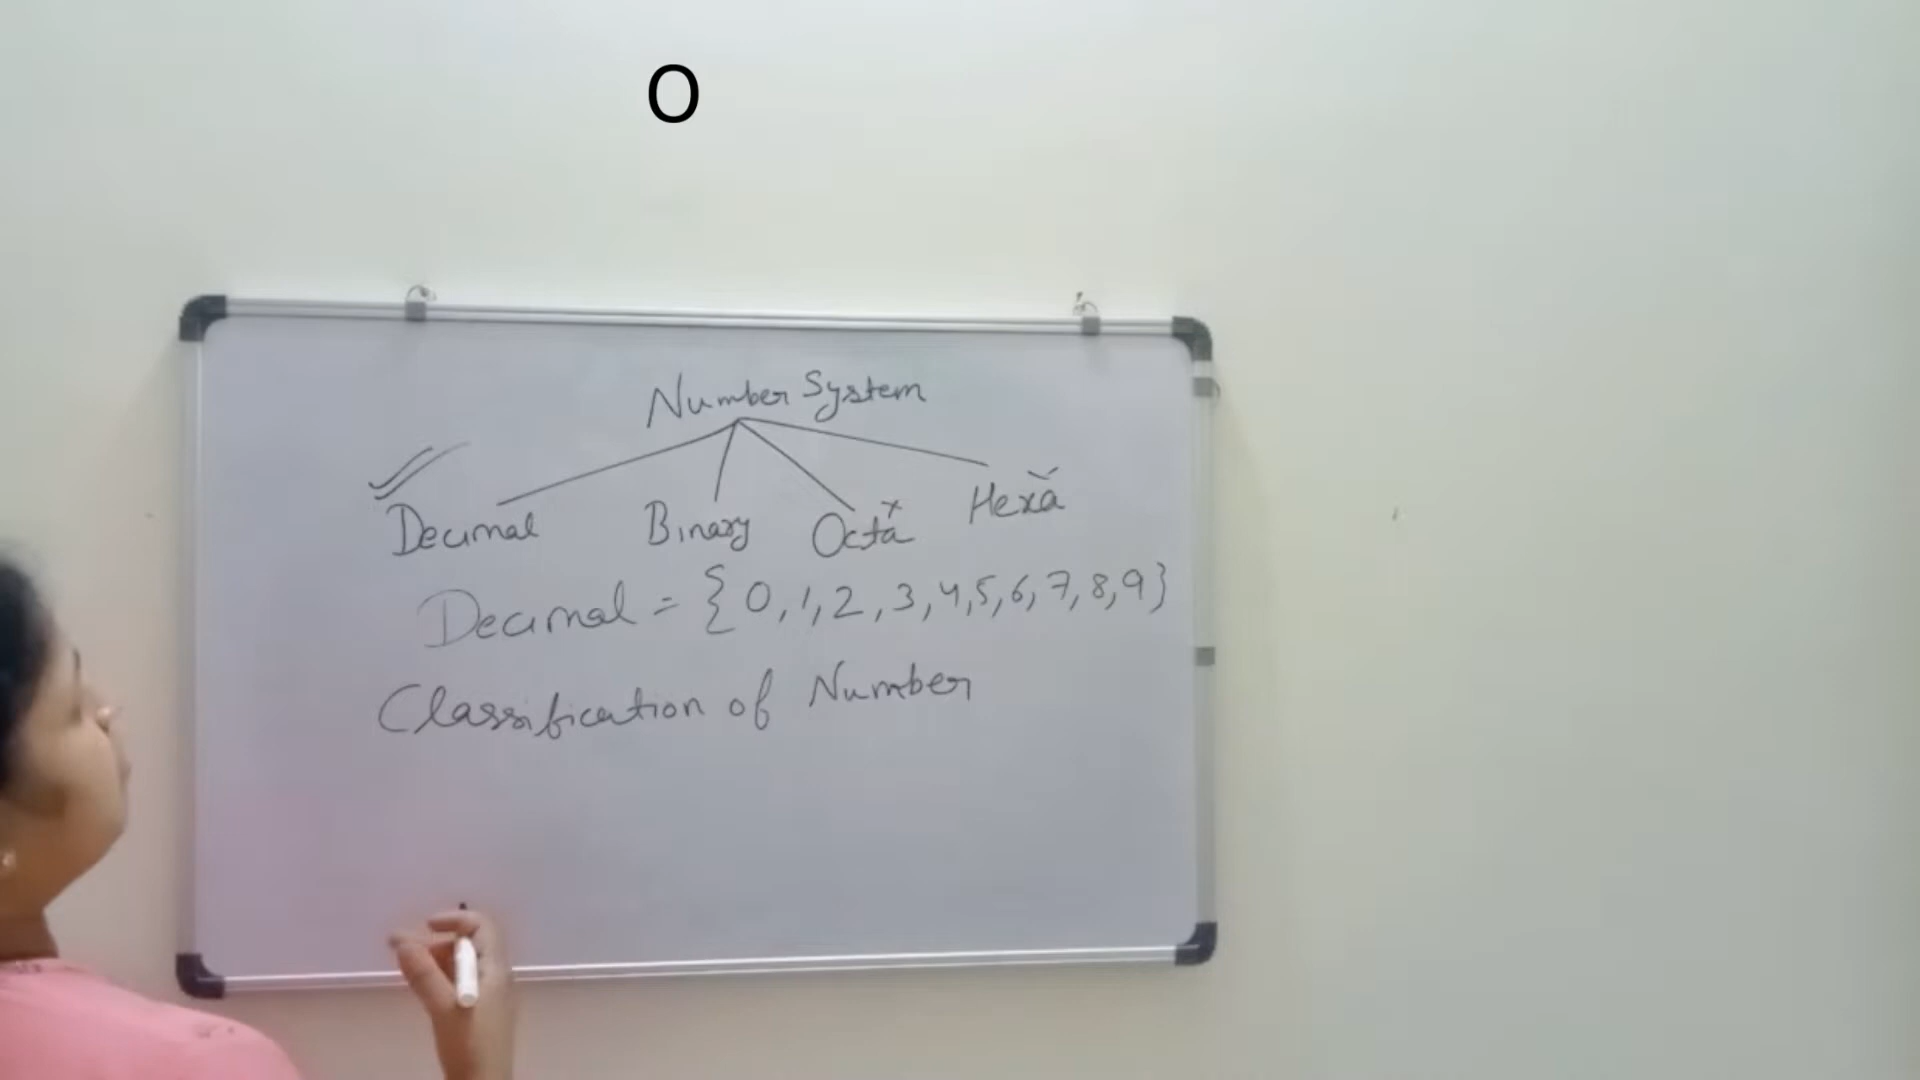 O
Number System
Decimal Binary Octa Hexa
Decimal = {0,1,2,3,4,5,6,7,8,9}
Classification of Number